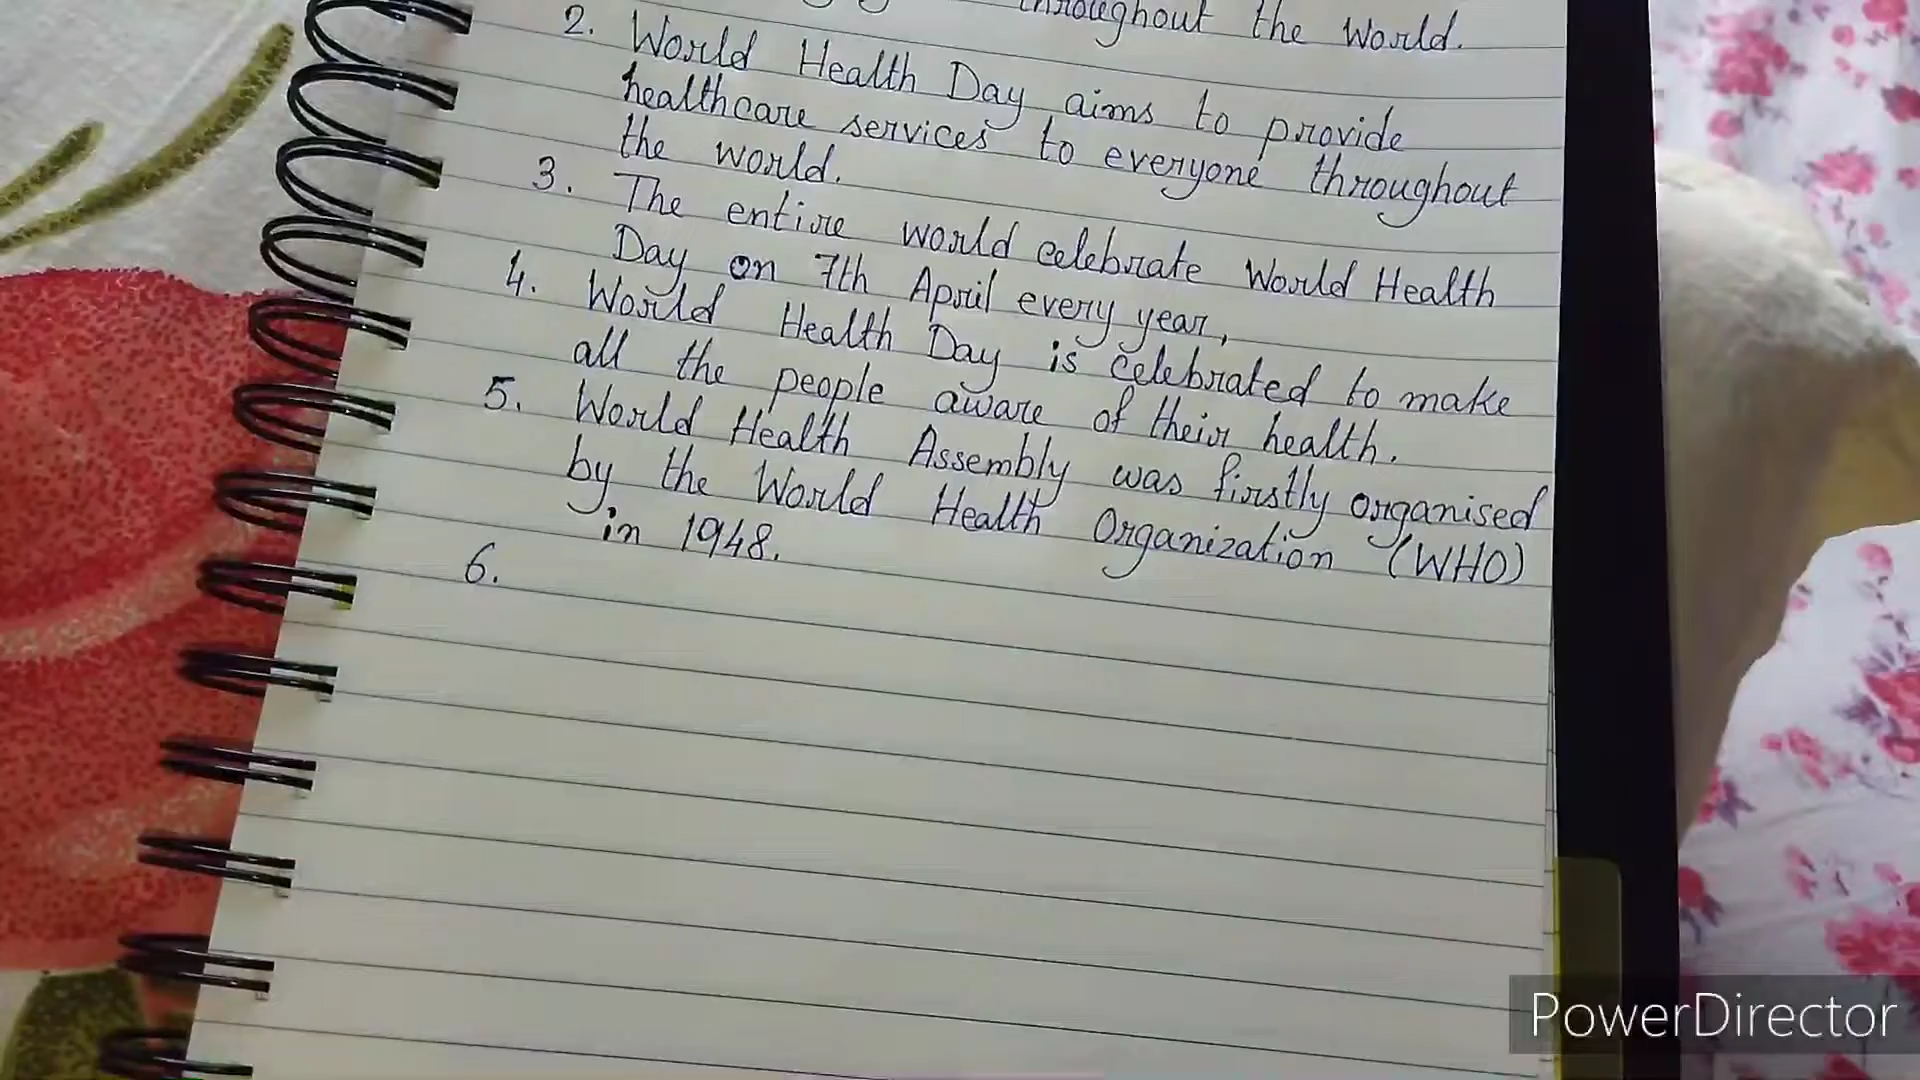 throughout the world.
2. World Health Day aims to provide
healthcare services to everyone throughout
the world.
3. The entire world celebrate World Health
Day on 7th April every year,
4. World Health Day is celebrated to make
all the people aware of their health.
5. World Health Assembly was firstly organised
by the World Health Organization (WHO)
in 1948.
6.
PowerDirector